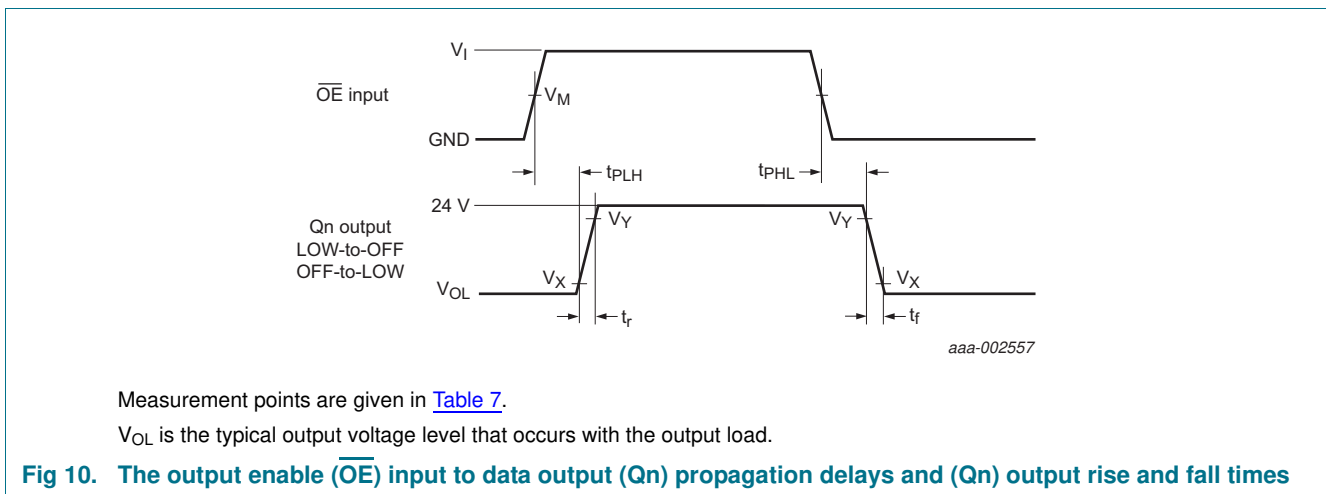 V_I
OE input
V_M
GND
t_PLH
t_PHL
24 V
Qn output
LOW-to-OFF
OFF-to-LOW
V_Y
V_Y
V_X
V_X
V_OL
t_r
t_f
aaa-002557
Measurement points are given in Table 7.
V_OL is the typical output voltage level that occurs with the output load.
Fig 10. The output enable (OE) input to data output (Qn) propagation delays and (Qn) output rise and fall times